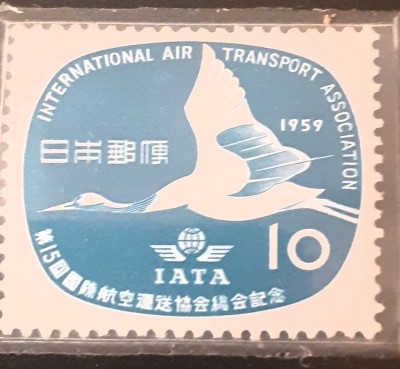 INTERNATIONAL AIR TRANSPORT ASSOCIATION
1959
日本郵便
IATA
10
第15回国際航空運送協会総会記念